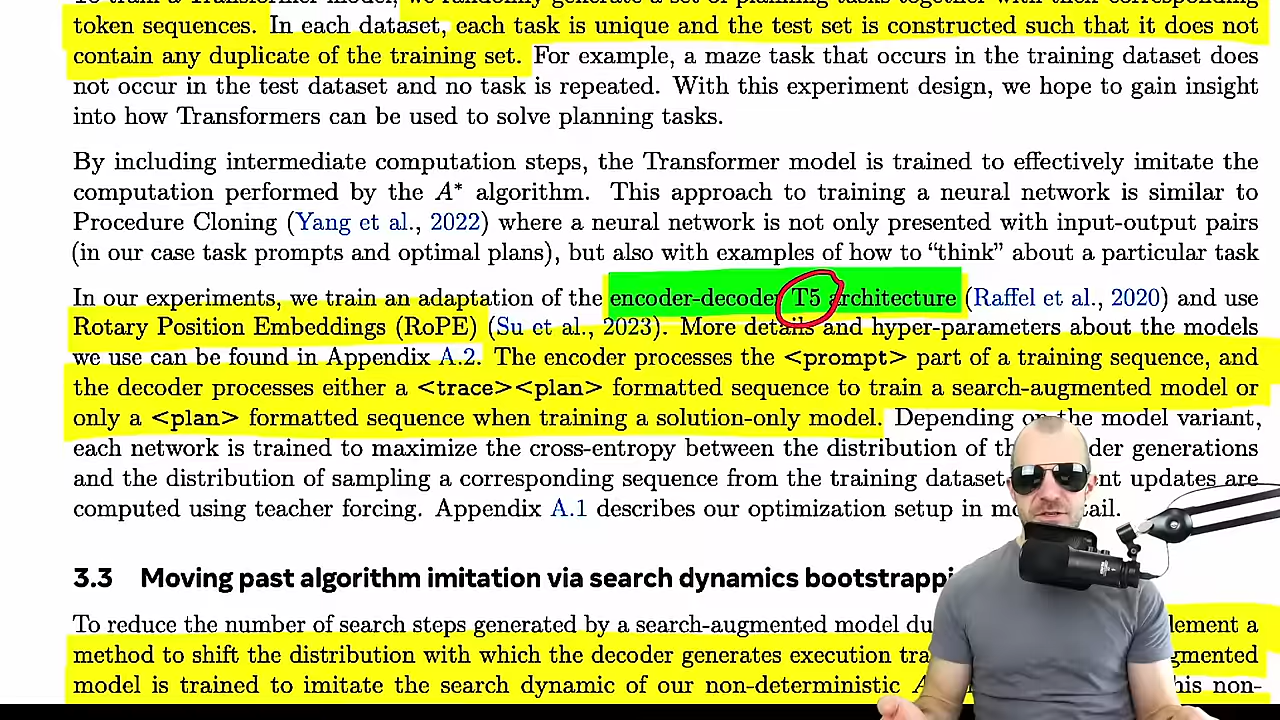 token sequences. In each dataset, each task is unique and the test set is constructed such that it does not
contain any duplicate of the training set. For example, a maze task that occurs in the training dataset does
not occur in the test dataset and no task is repeated. With this experiment design, we hope to gain insight
into how Transformers can be used to solve planning tasks.
By including intermediate computation steps, the Transformer model is trained to effectively imitate the
computation performed by the A* algorithm. This approach to training a neural network is similar to
Procedure Cloning (Yang et al., 2022) where a neural network is not only presented with input-output pairs
(in our case task prompts and optimal plans), but also with examples of how to “think” about a particular task
In our experiments, we train an adaptation of the encoder-decoder T5 architecture (Raffel et al., 2020) and use
Rotary Position Embeddings (RoPE) (Su et al., 2023). More details and hyper-parameters about the models
we use can be found in Appendix A.2. The encoder processes the <prompt> part of a training sequence, and
the decoder processes either a <trace><plan> formatted sequence to train a search-augmented model or
only a <plan> formatted sequence when training a solution-only model. Depending on the model variant,
each network is trained to maximize the cross-entropy between the distribution of the der generations
and the distribution of sampling a corresponding sequence from the training dataset. updates are
computed using teacher forcing. Appendix A.1 describes our optimization setup in
3.3 Moving past algorithm imitation via search dynamics
To reduce the number of search steps generated by a search-augmented model a
method to shift the distribution with which the decoder generates execution
model is trained to imitate the search dynamic of our non-deterministic non-